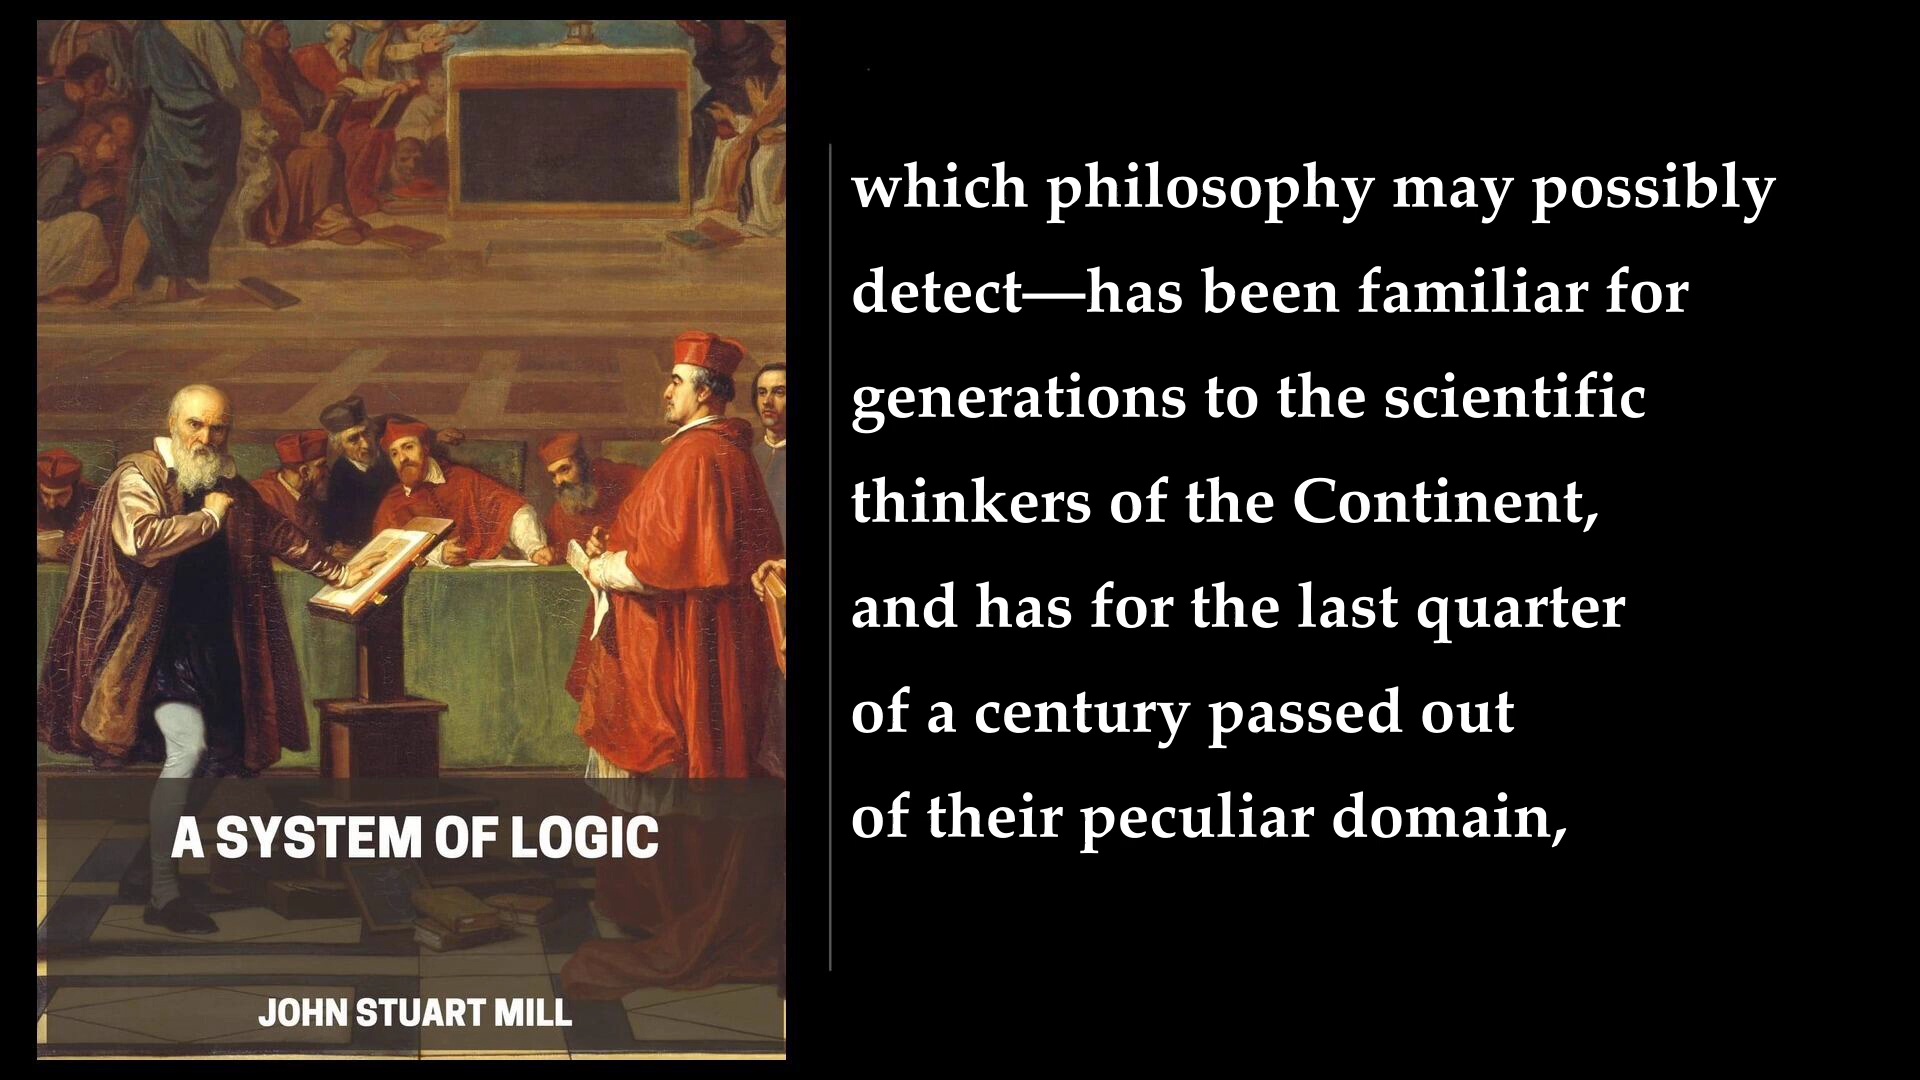 A SYSTEM OF LOGIC
JOHN STUART MILL
which philosophy may possibly
detect—has been familiar for
generations to the scientific
thinkers of the Continent,
and has for the last quarter
of a century passed out
of their peculiar domain,